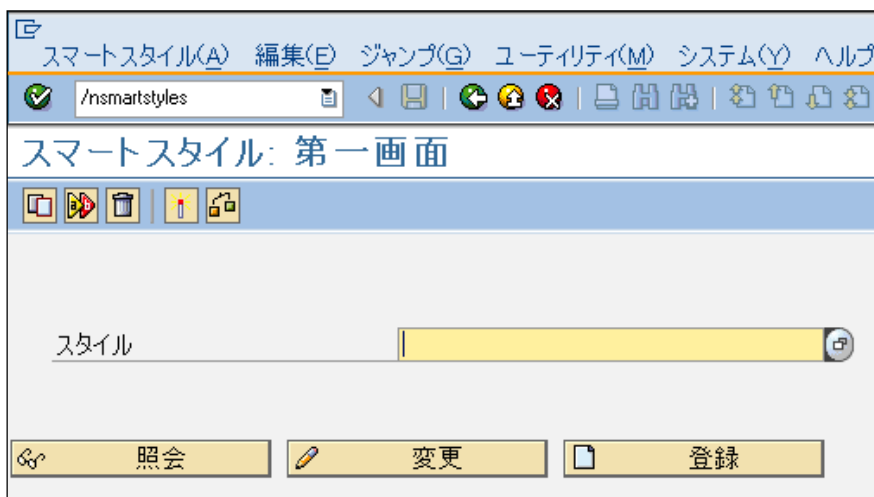 スマートスタイル(A) 編集(E) ジャンプ(G) ユーティリティ(M) システム(Y) ヘルプ
/nsmartstyles
スマートスタイル: 第一画面
スタイル
照会 変更 登録